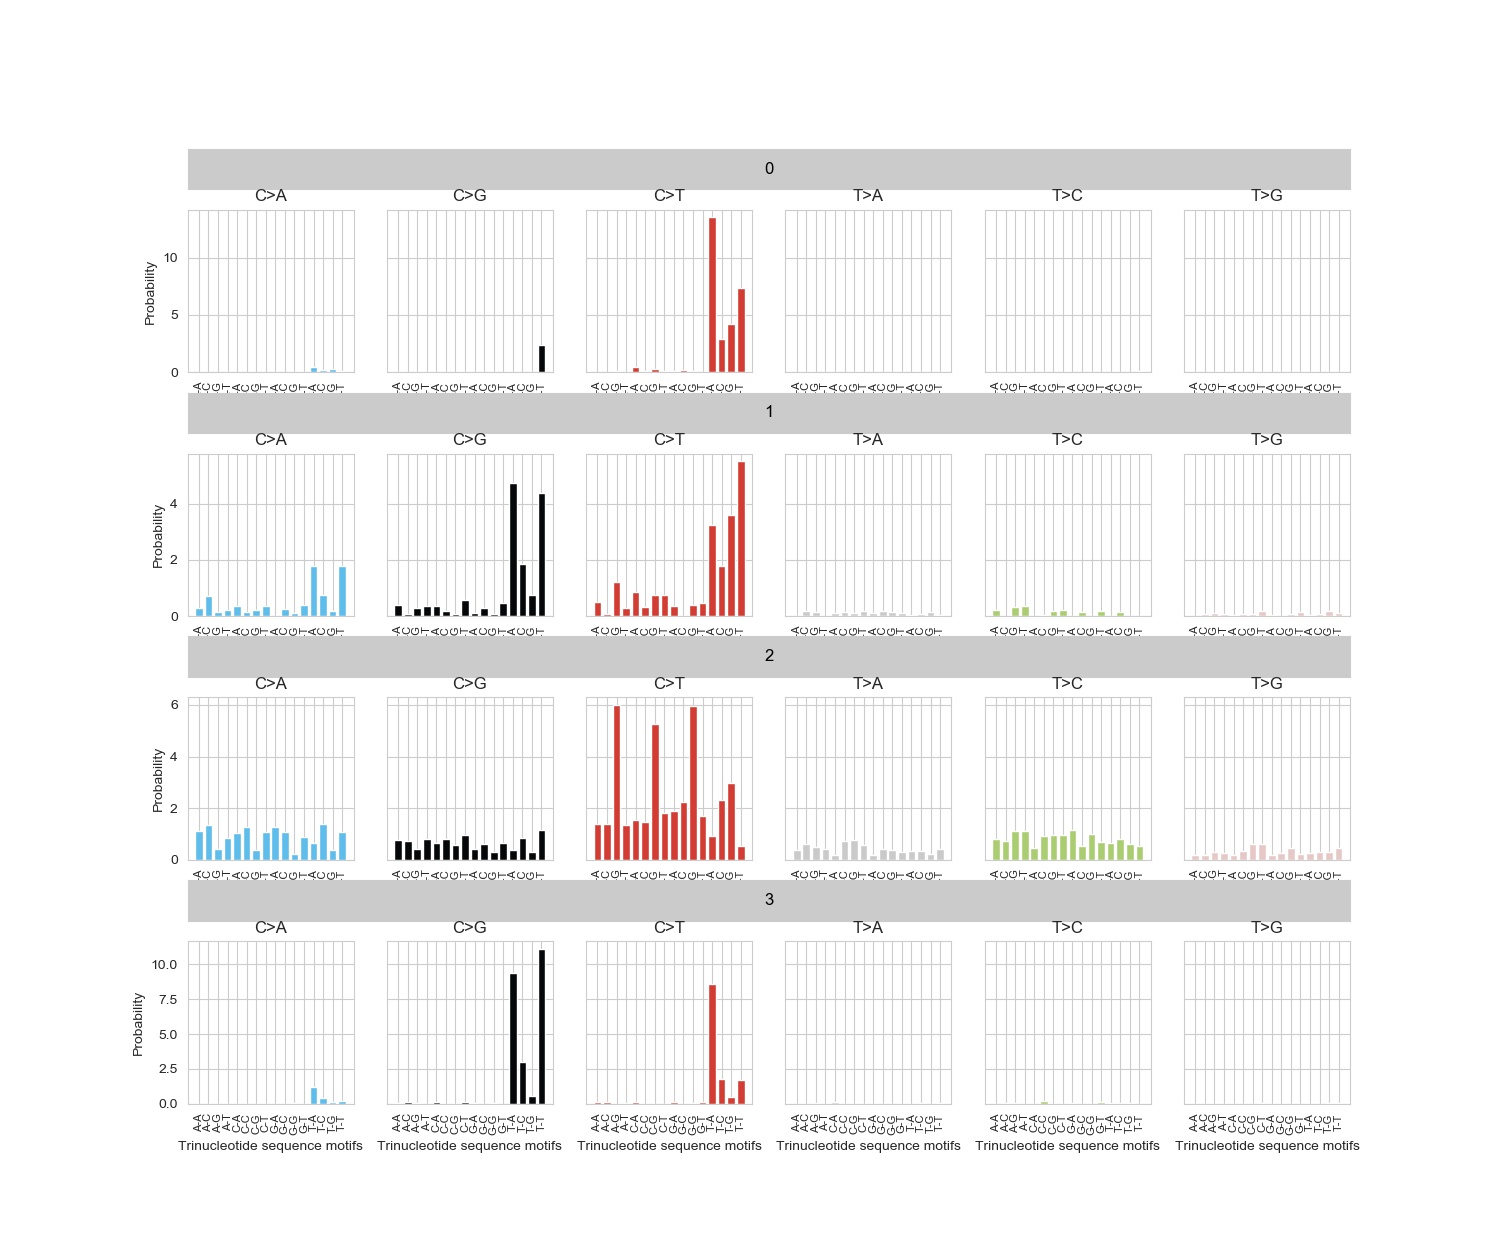 0
C>A C>G C>T T>A T>C T>G
Probability
10
5
0
-A -C -G -T -A -C -G -T -A -C -G -T -A -C -G -T
1
C>A C>G C>T T>A T>C T>G
Probability
4
2
0
2
C>A C>G C>T T>A T>C T>G
Probability
6
4
2
0
3
C>A C>G C>T T>A T>C T>G
Probability
10.0
7.5
5.0
2.5
0.0
A-A A-C A-G A-T C-A C-C C-G C-T G-A G-C G-G G-T T-A T-C T-G T-T
A-A A-C A-G A-T C-A C-C C-G C-T G-A G-C G-G G-T T-A T-C T-G T-T
A-A A-C A-G A-T C-A C-C C-G C-T G-A G-C G-G G-T T-A T-C T-G T-T
A-A A-C A-G A-T C-A C-C C-G C-T G-A G-C G-G G-T T-A T-C T-G T-T
A-A A-C A-G A-T C-A C-C C-G C-T G-A G-C G-G G-T T-A T-C T-G T-T
A-A A-C A-G A-T C-A C-C C-G C-T G-A G-C G-G G-T T-A T-C T-G T-T
Trinucleotide sequence motifs Trinucleotide sequence motifs Trinucleotide sequence motifs Trinucleotide sequence motifs Trinucleotide sequence motifs Trinucleotide sequence motifs